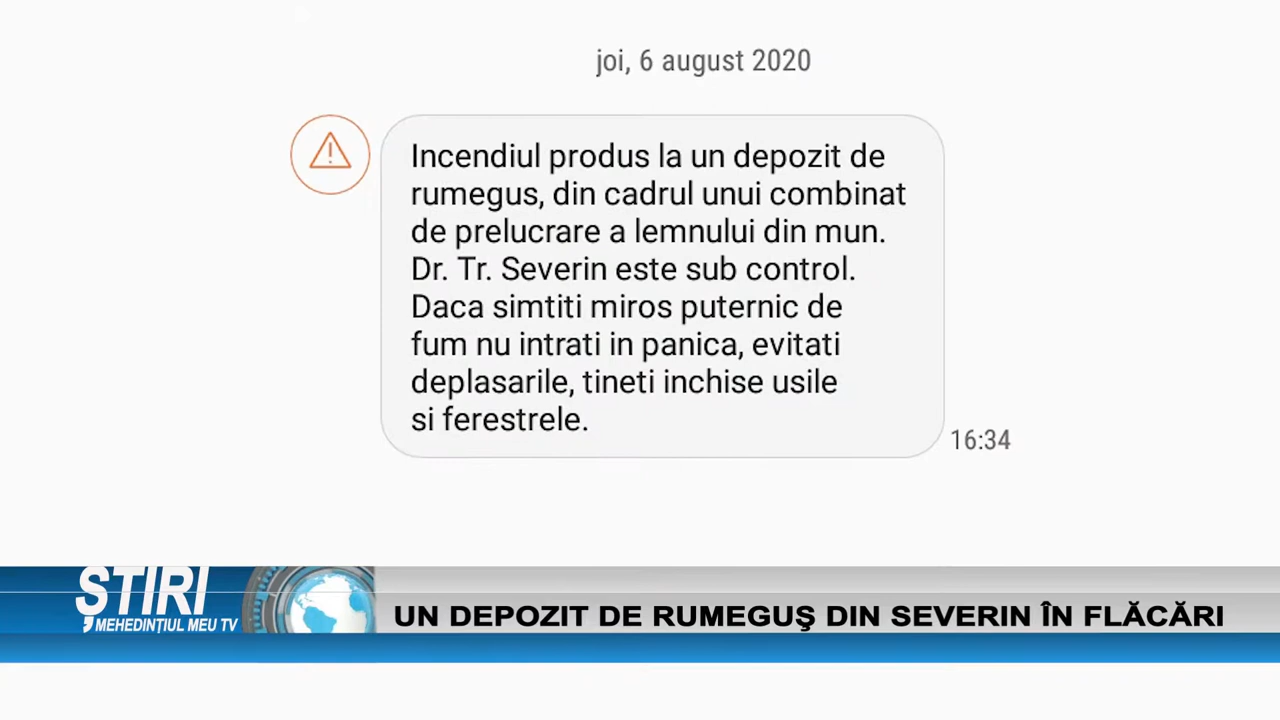 joi, 6 august 2020
Incendiul produs la un depozit de
rumegus, din cadrul unui combinat
de prelucrare a lemnului din mun.
Dr. Tr. Severin este sub control.
Daca simtiti miros puternic de
fum nu intrati in panica, evitati
deplasarile, tineti inchise usile
si ferestrele.
16:34
ȘTIRI
MEHEDINȚIUL MEU TV
UN DEPOZIT DE RUMEGUŞ DIN SEVERIN ÎN FLĂCĂRI